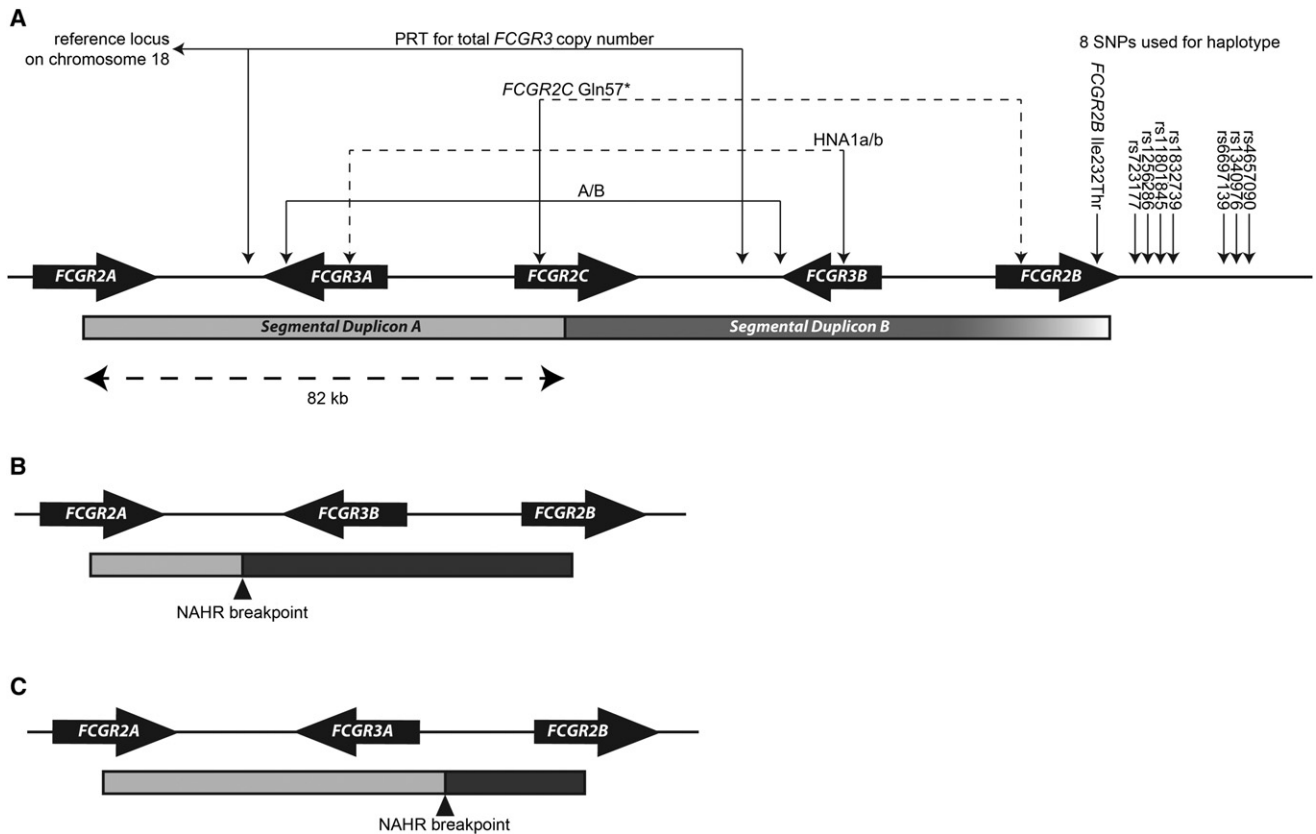 A
reference locus
on chromosome 18
PRT for total FCGR3 copy number
8 SNPs used for haplotype
FCGR2C Gln57*
HNA1a/b
A/B
FCGR2B Ile232Thr
rs723177
rs1256286
rs11801845
rs1832739
rs6697139
rs1340976
rs4657090
FCGR2A
FCGR3A
FCGR2C
FCGR3B
FCGR2B
Segmental Duplicon A
Segmental Duplicon B
82 kb
B
FCGR2A
FCGR3B
FCGR2B
NAHR breakpoint
C
FCGR2A
FCGR3A
FCGR2B
NAHR breakpoint